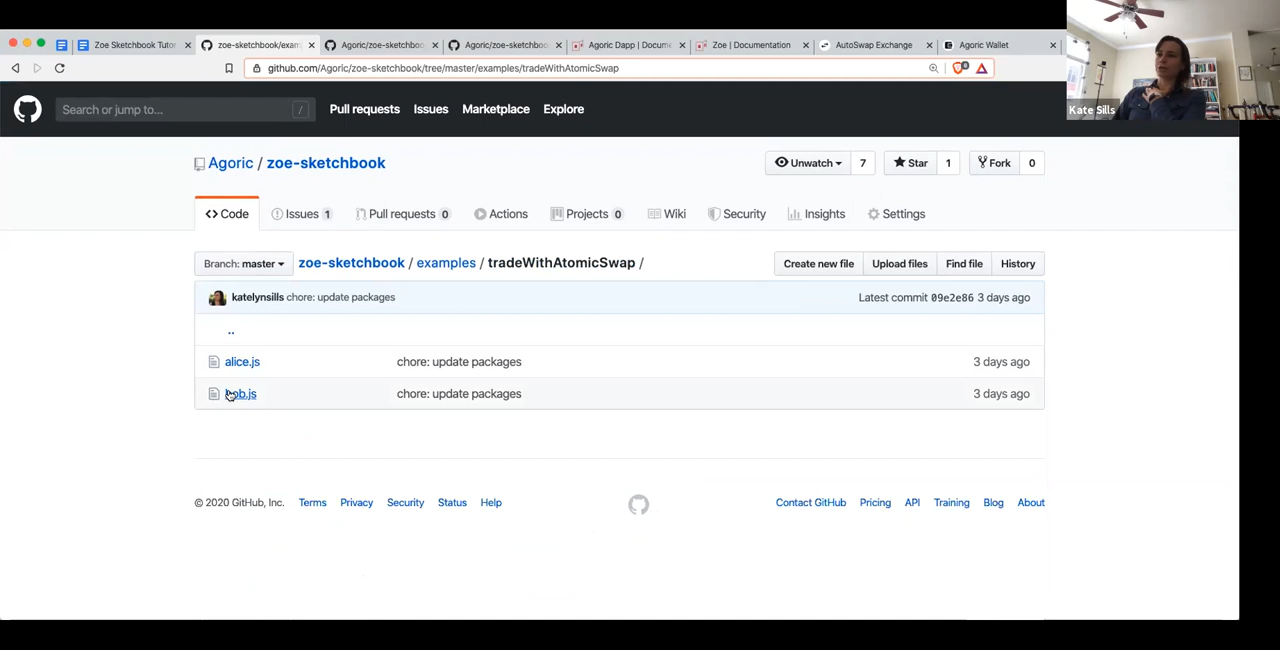 Zoe Sketchbook Tutor
zoe-sketchbook/exam
Agoric/zoe-sketchboo
Agoric/zoe-sketchboo
Agoric Dapp | Docume
Zoe | Documentation
AutoSwap Exchange
Agoric Wallet
github.com/Agoric/zoe-sketchbook/tree/master/examples/tradeWithAtomicSwap
Kate Sills
Search or jump to... /
Pull requests Issues Marketplace Explore
Agoric / zoe-sketchbook
Unwatch 7 Star 1 Fork 0
Code Issues 1 Pull requests 0 Actions Projects 0 Wiki Security Insights Settings
Branch: master zoe-sketchbook / examples / tradeWithAtomicSwap / Create new file Upload files Find file History
katelynsills chore: update packages Latest commit 09e2e86 3 days ago
..
alice.js chore: update packages 3 days ago
bob.js chore: update packages 3 days ago
© 2020 GitHub, Inc. Terms Privacy Security Status Help Contact GitHub Pricing API Training Blog About